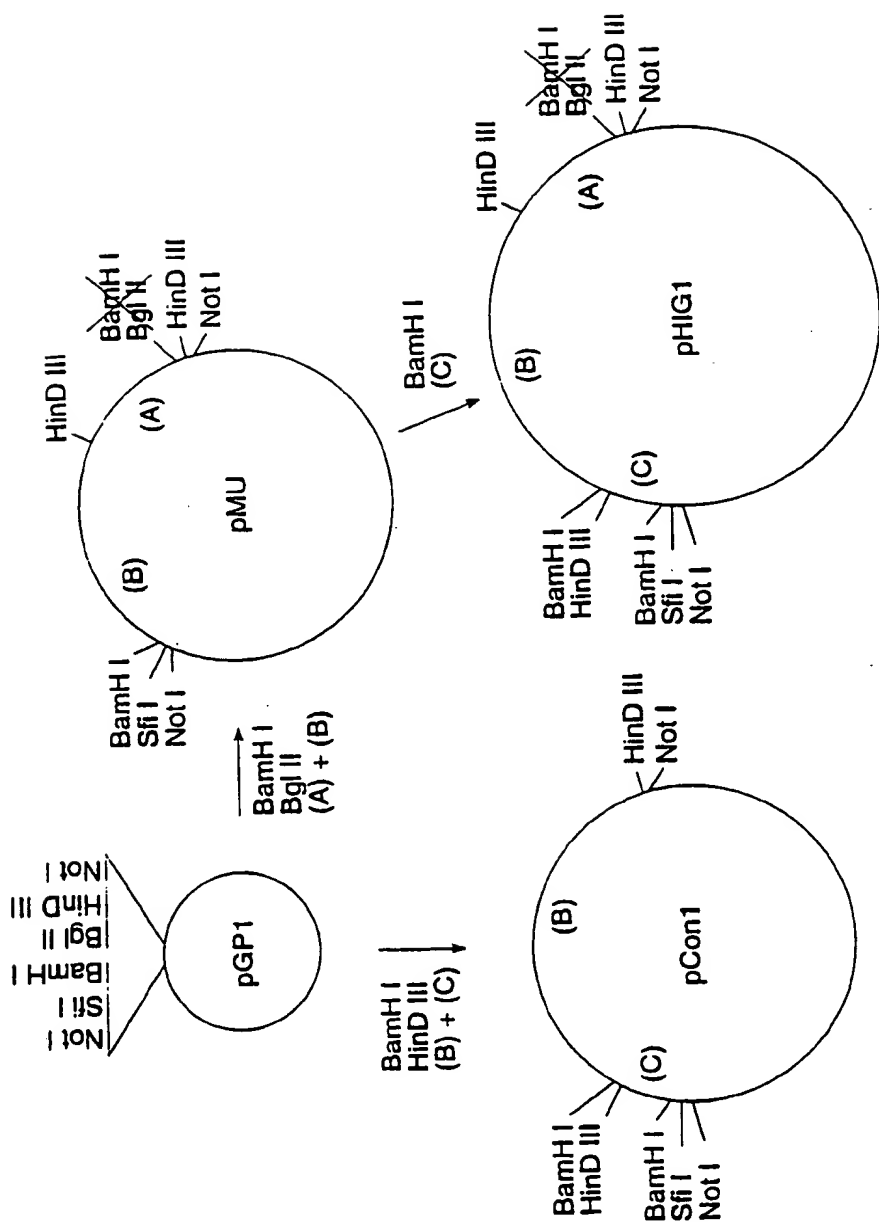 Not I
Sfi I
BamH I
Bgl II
HinD III
Not I
pGP1
BamH I
Bgl II
(A) + (B)
BamH I
Sfi I
Not I
(B)
HinD III
(A)
BamH I
Bgl II
HinD III
Not I
pMU
BamH I
HinD III
(B) + (C)
BamH I
(C)
BamH I
HinD III
BamH I
Sfi I
Not I
(C)
(B)
HinD III
Not I
pCon1
BamH I
HinD III
BamH I
Sfi I
Not I
(C)
(B)
HinD III
(A)
BamH I
Bgl II
HinD III
Not I
pHIG1